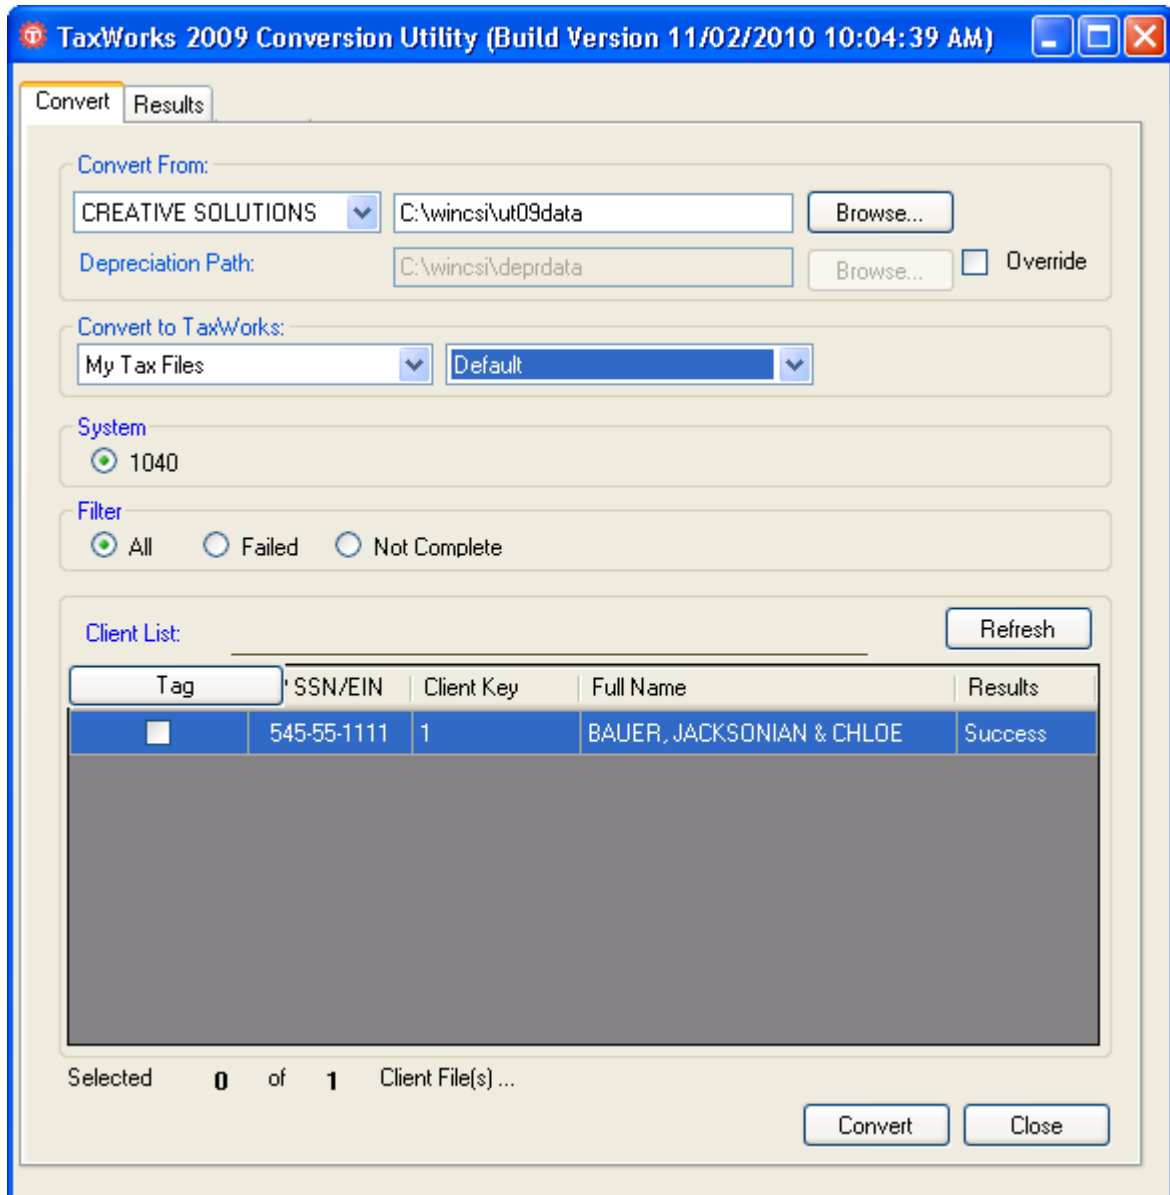 TaxWorks 2009 Conversion Utility (Build Version 11/02/2010 10:04:39 AM)
Convert Results
Convert From:
CREATIVE SOLUTIONS C:\wincsi\ut09data Browse...
Depreciation Path: C:\wincsi\deprdata Browse... Override
Convert to TaxWorks:
My Tax Files Default
System
1040
Filter
All Failed Not Complete
Client List: Refresh
Tag SSN/EIN Client Key Full Name Results
545-55-1111 1 BAUER, JACKSONIAN & CHLOE Success
Selected 0 of 1 Client File(s) ...
Convert Close